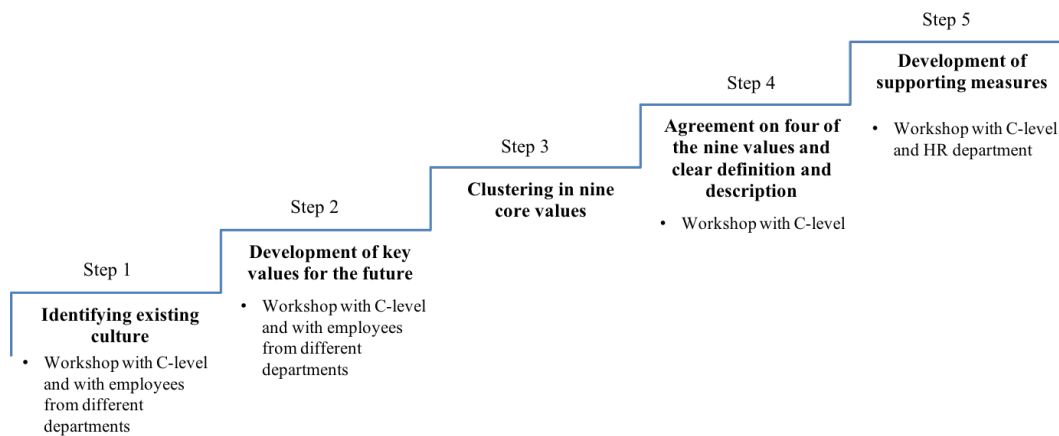 Step 1
Identifying existing
culture
• Workshop with C-level
and with employees
from different
departments
Step 2
Development of key
values for the future
• Workshop with C-level
and with employees
from different
departments
Step 3
Clustering in nine
core values
Step 4
Agreement on four of
the nine values and
clear definition and
description
• Workshop with C-level
Step 5
Development of
supporting measures
• Workshop with C-level
and HR department